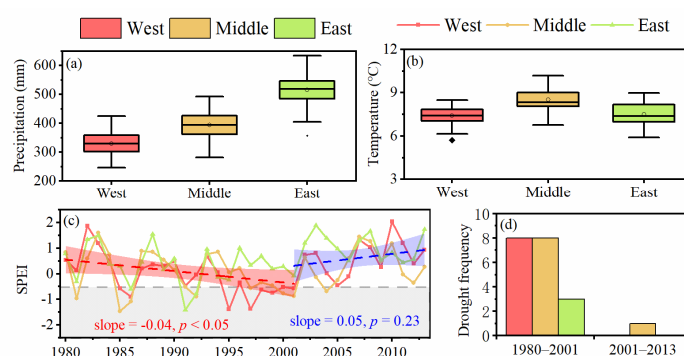 West Middle East
West Middle East
(a)
Precipitation (mm)
600
500
400
300
200
West Middle East
(b)
Temperature (°C)
12
9
6
3
West Middle East
(c)
SPEI
2
1
0
-1
-2
slope = -0.04, p < 0.05
slope = 0.05, p = 0.23
1980 1985 1990 1995 2000 2005 2010
(d)
Drought frequency
10
8
6
4
2
0
1980–2001 2001–2013